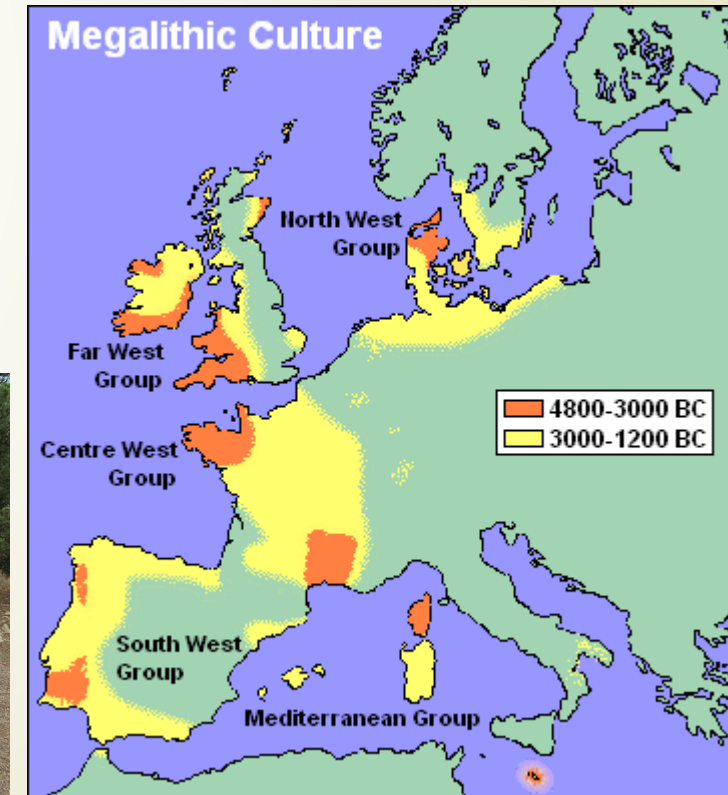 Megalithic Culture
North West
Group
Far West
Group
4800-3000 BC
3000-1200 BC
Centre West
Group
South West
Group
Mediterranean Group